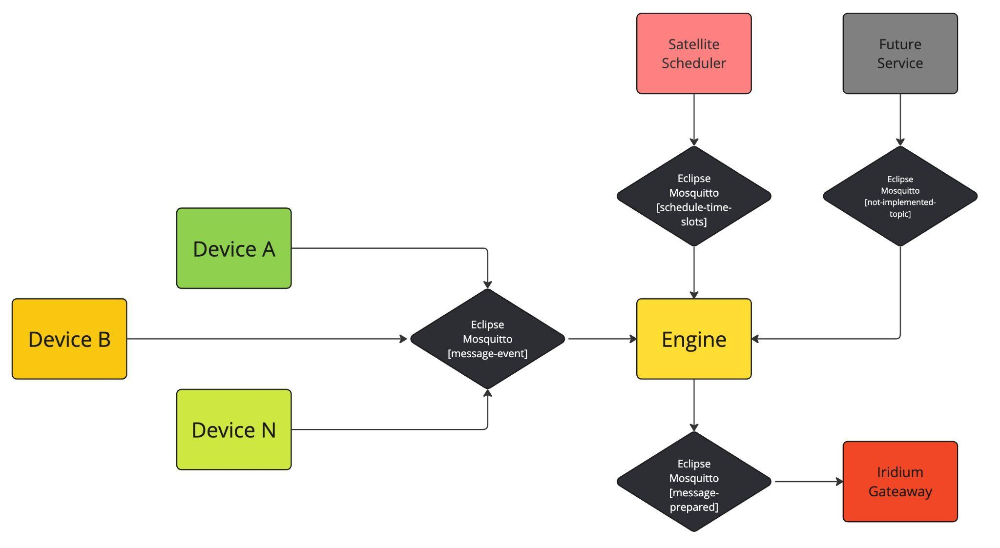 Satellite
Scheduler
Future
Service
Eclipse
Mosquitto
[schedule-time-
slots]
Eclipse
Mosquitto
[not-implemented-
topic]
Device A
Device B
Eclipse
Mosquitto
[message-event]
Engine
Device N
Eclipse
Mosquitto
[message-
prepared]
Iridium
Gateaway